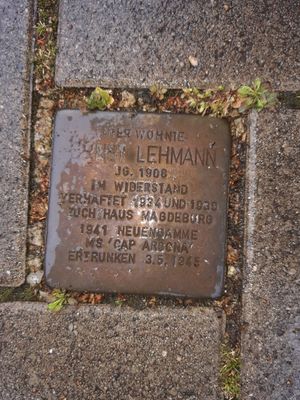 HIER WOHNTE
LEHMANN
JG. 1906
IM WIDERSTAND
VERHAFTET 1934 UND 1939
ZUCHTHAUS MAGDEBURG
1941 NEUENGAMME
MS 'CAP ARCONA'
ERTRUNKEN 3.5.1945